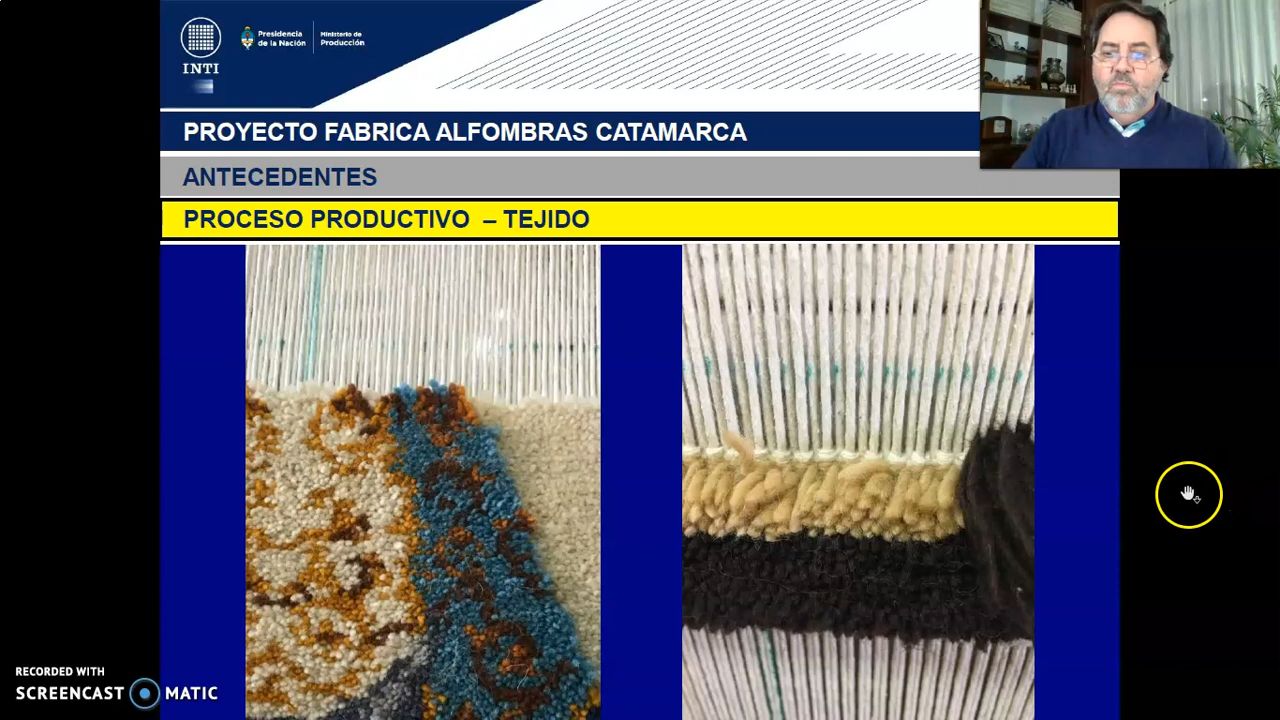 INTI
Presidencia
de la Nación
Ministerio de
Producción
PROYECTO FABRICA ALFOMBRAS CATAMARCA
ANTECEDENTES
PROCESO PRODUCTIVO – TEJIDO
RECORDED WITH
SCREENCAST MATIC